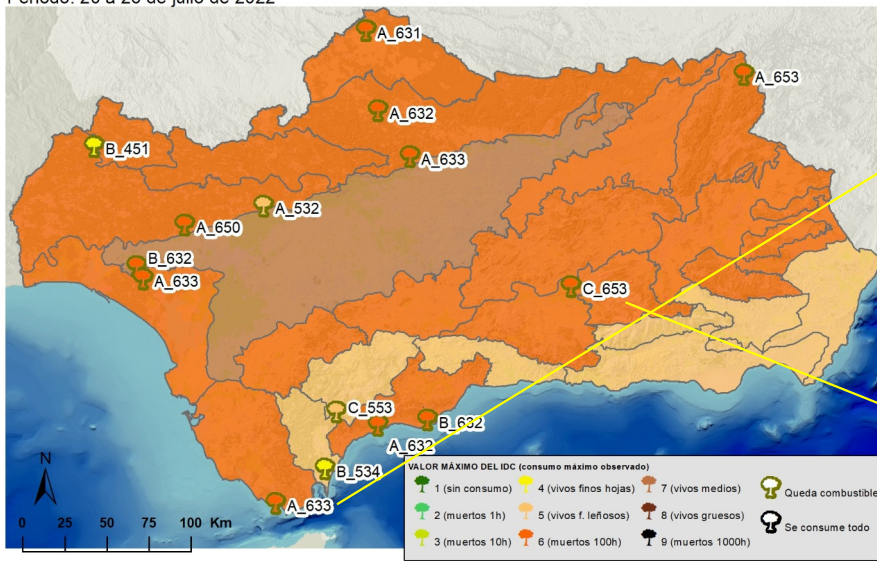 Periodo: 20 a 26 de julio de 2022
A_631
A_653
A_632
B_451
A_633
A_532
A_650
B_632
A_633
C_653
C_553
B_632
A_632
B_534
A_633
N
0 25 50 75 100 Km
VALOR MÁXIMO DEL IDC (consumo máximo observado)
1 (sin consumo)
4 (vivos finos hojas)
7 (vivos medios)
Queda combustible
2 (muertos 1h)
5 (vivos f. leñosos)
8 (vivos gruesos)
Se consume todo
3 (muertos 10h)
6 (muertos 100h)
9 (muertos 1000h)